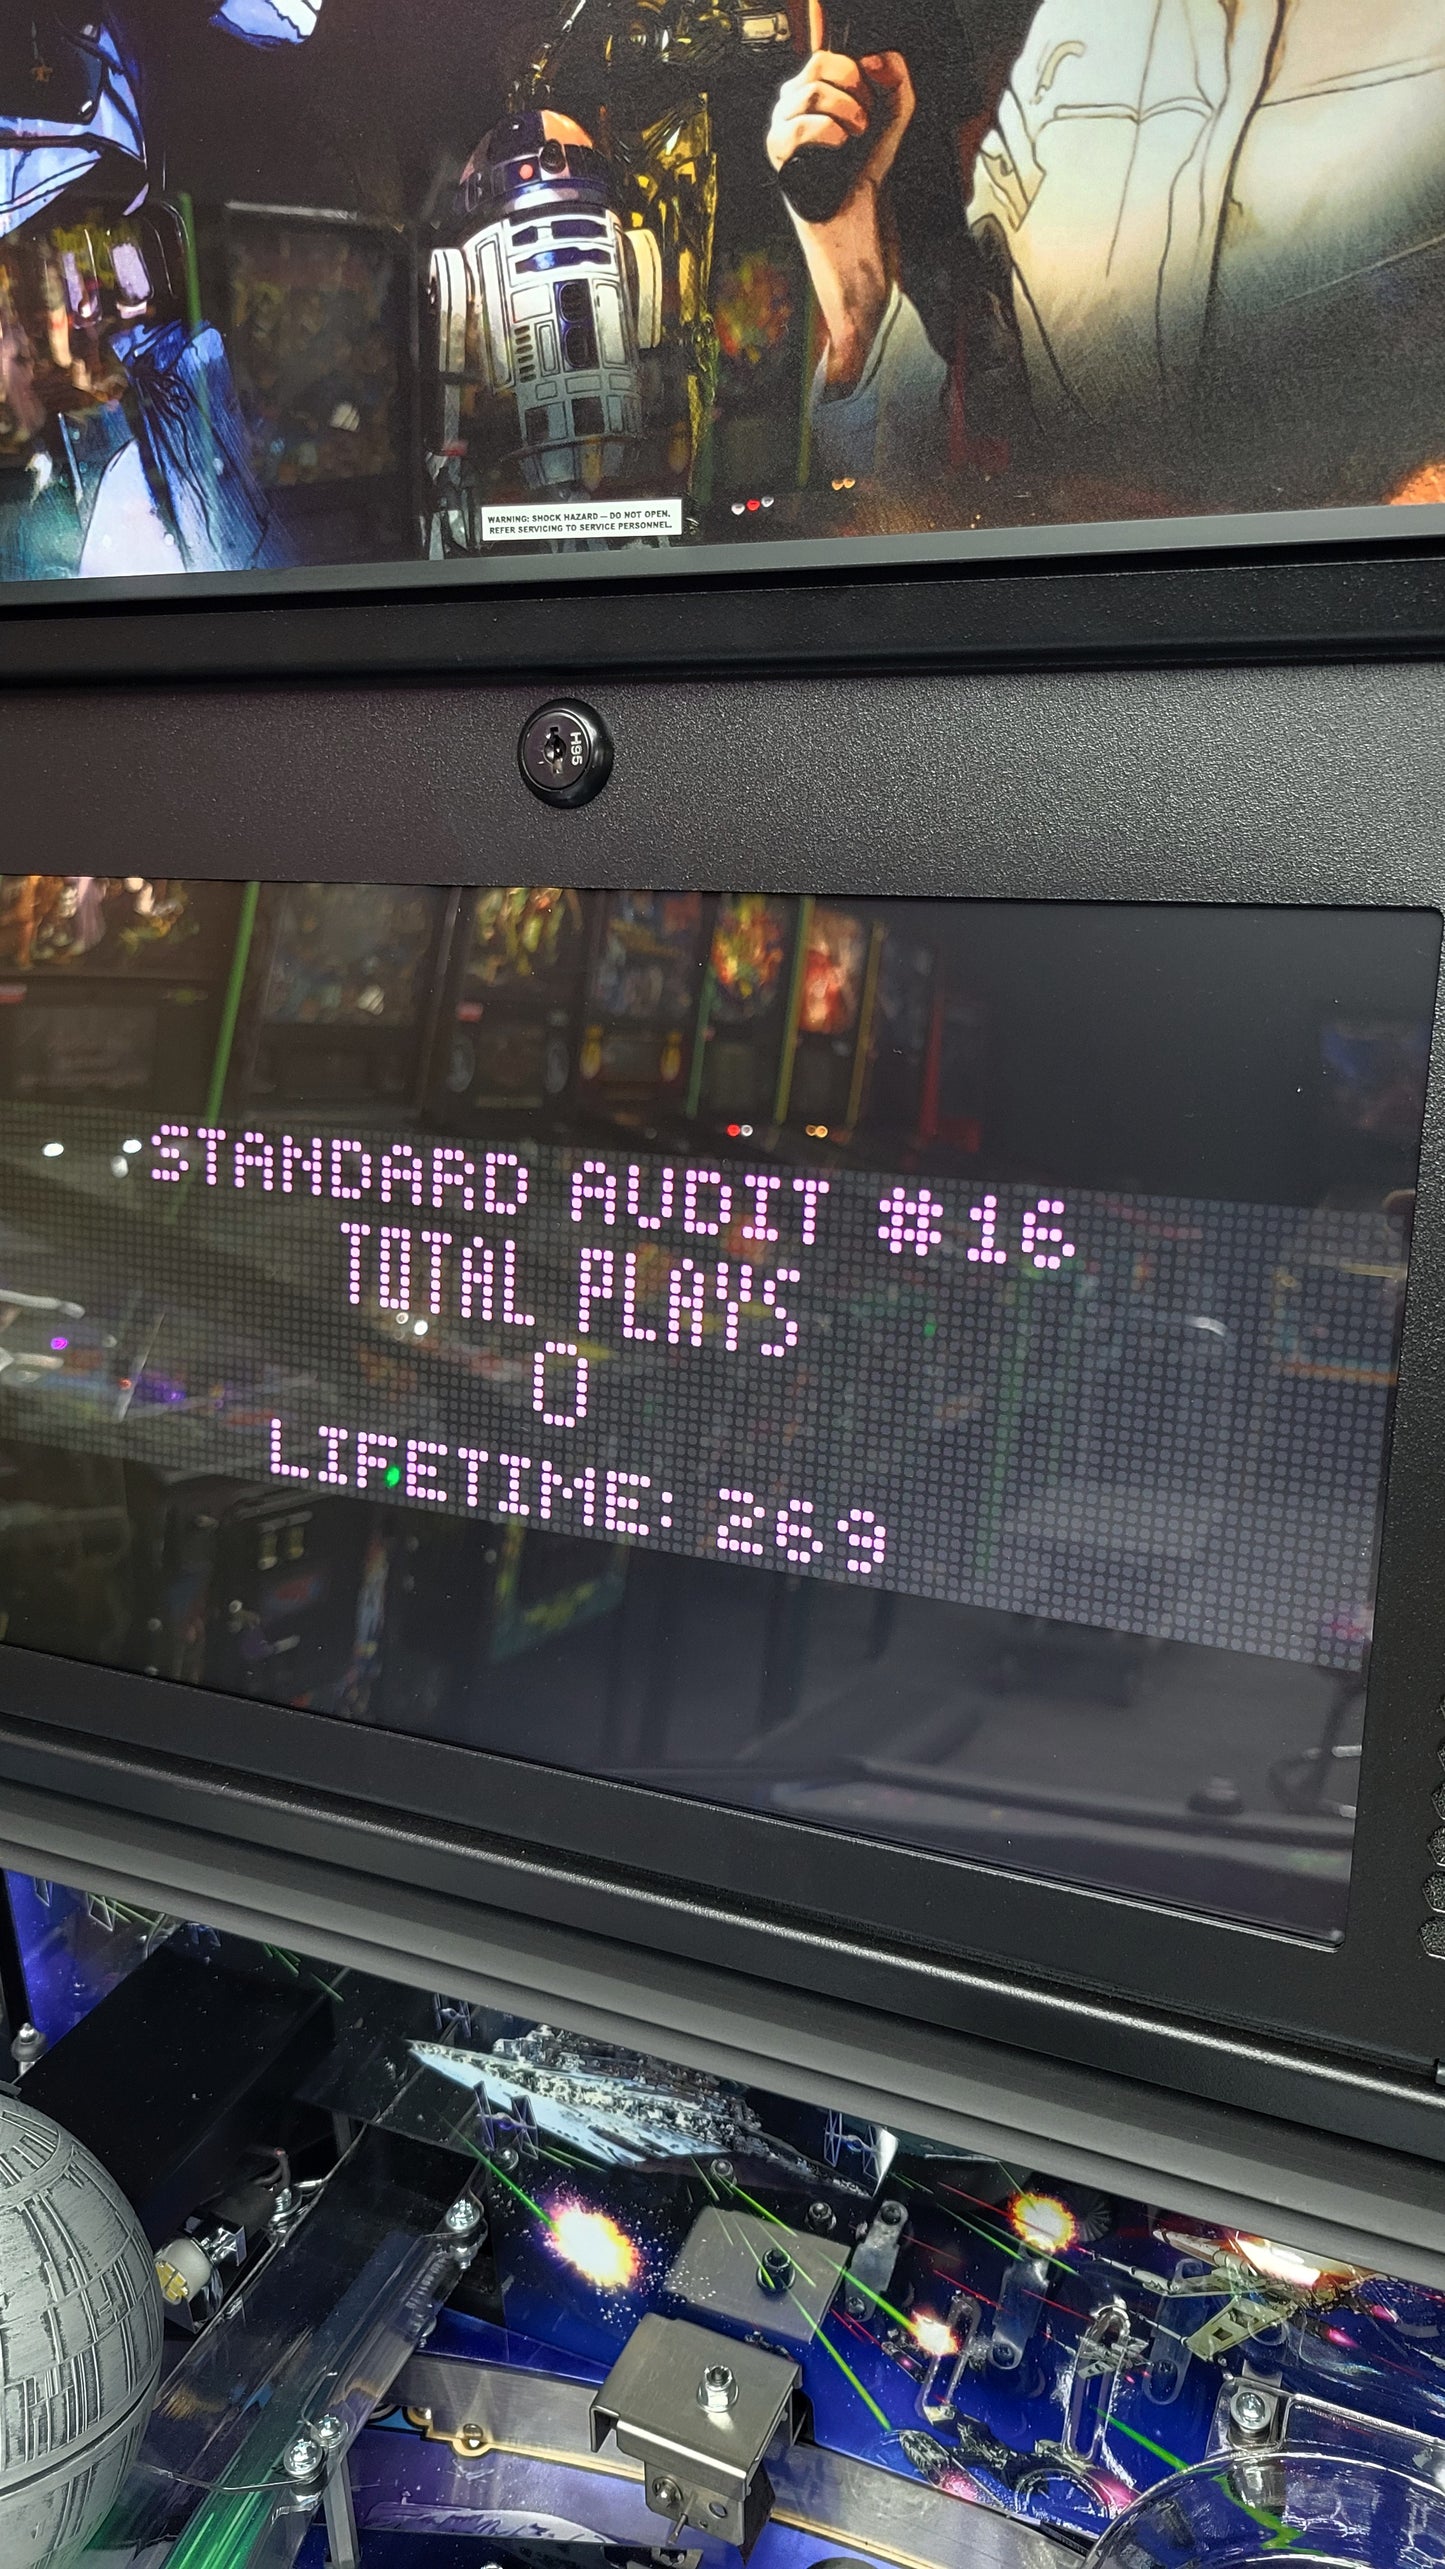 WARNING: SHOCK HAZARD — DO NOT OPEN.
REFER SERVICING TO SERVICE PERSONNEL.
H95
STANDARD AUDIT #16
TOTAL PLAYS
0
LIFETIME: 269